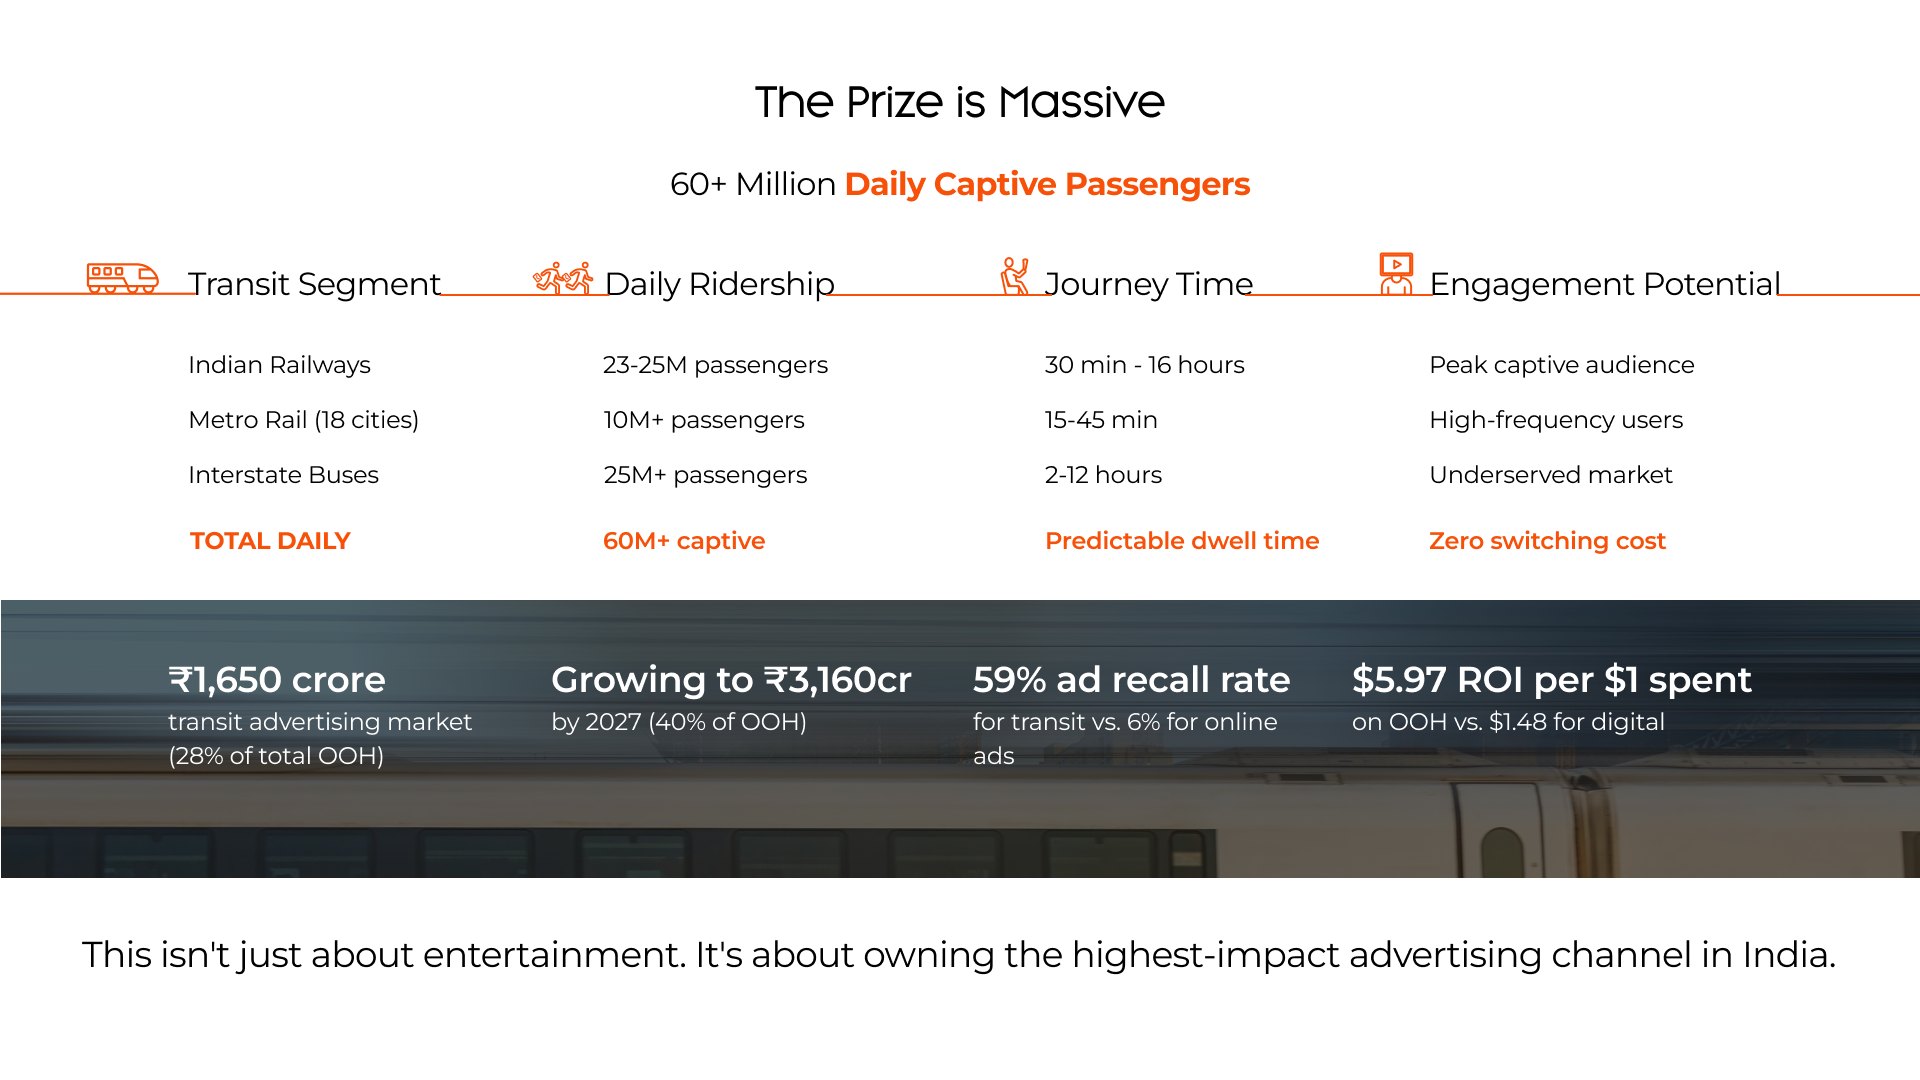 The Prize is Massive
60+ Million Daily Captive Passengers
Transit Segment Daily Ridership Journey Time Engagement Potential
Indian Railways 23-25M passengers 30 min - 16 hours Peak captive audience
Metro Rail (18 cities) 10M+ passengers 15-45 min High-frequency users
Interstate Buses 25M+ passengers 2-12 hours Underserved market
TOTAL DAILY 60M+ captive Predictable dwell time Zero switching cost
₹1,650 crore
transit advertising market
(28% of total OOH)
Growing to ₹3,160cr
by 2027 (40% of OOH)
59% ad recall rate
for transit vs. 6% for online
ads
$5.97 ROI per $1 spent
on OOH vs. $1.48 for digital
This isn't just about entertainment. It's about owning the highest-impact advertising channel in India.